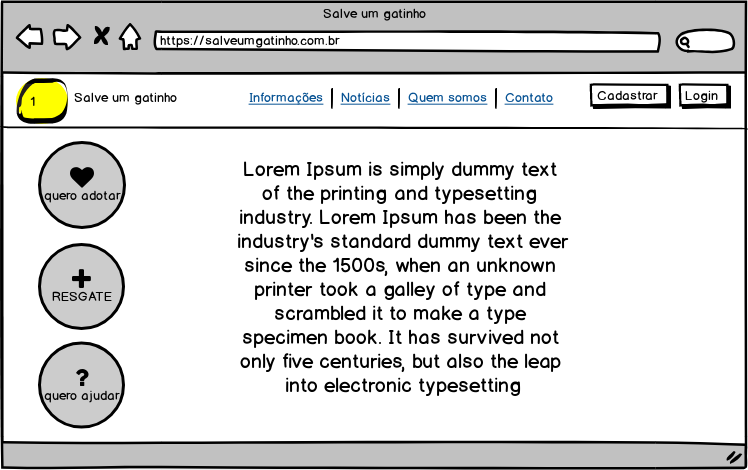 Salve um gatinho
https://salveumgatinho.com.br
1 Salve um gatinho Informações Notícias Quem somos Contato Cadastrar Login
quero adotar
RESGATE
quero ajudar
Lorem Ipsum is simply dummy text
of the printing and typesetting
industry. Lorem Ipsum has been the
industry's standard dummy text ever
since the 1500s, when an unknown
printer took a galley of type and
scrambled it to make a type
specimen book. It has survived not
only five centuries, but also the leap
into electronic typesetting